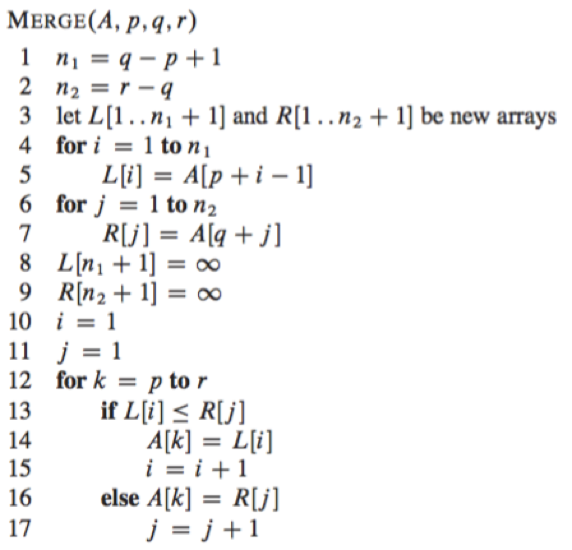 MERGE(A, p, q, r)
1 n₁ = q − p + 1
2 n₂ = r − q
3 let L[1 . . n₁ + 1] and R[1 . . n₂ + 1] be new arrays
4 for i = 1 to n₁
5 L[i] = A[p + i − 1]
6 for j = 1 to n₂
7 R[j] = A[q + j]
8 L[n₁ + 1] = ∞
9 R[n₂ + 1] = ∞
10 i = 1
11 j = 1
12 for k = p to r
13 if L[i] ≤ R[j]
14 A[k] = L[i]
15 i = i + 1
16 else A[k] = R[j]
17 j = j + 1